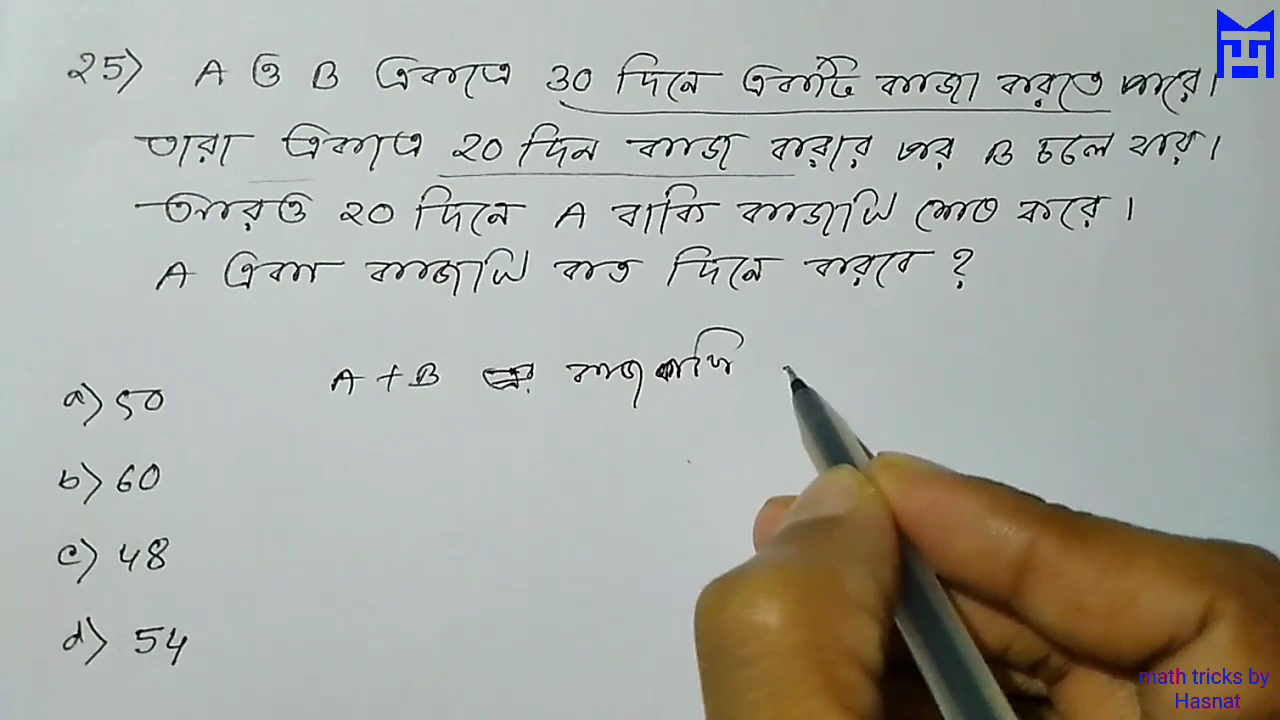 25) A ও B একত্রে 30 দিনে একটি কাজ করতে পারে।
তারা একত্রে 20 দিন কাজ করার পর B চলে যায়।
আরও 20 দিনে A বাকি কাজটি শেষ করে।
A একা কাজটি কত দিনে করবে?
A + B কাজটি
a) 50
b) 60
c) 48
d) 54
math tricks by
Hasnat